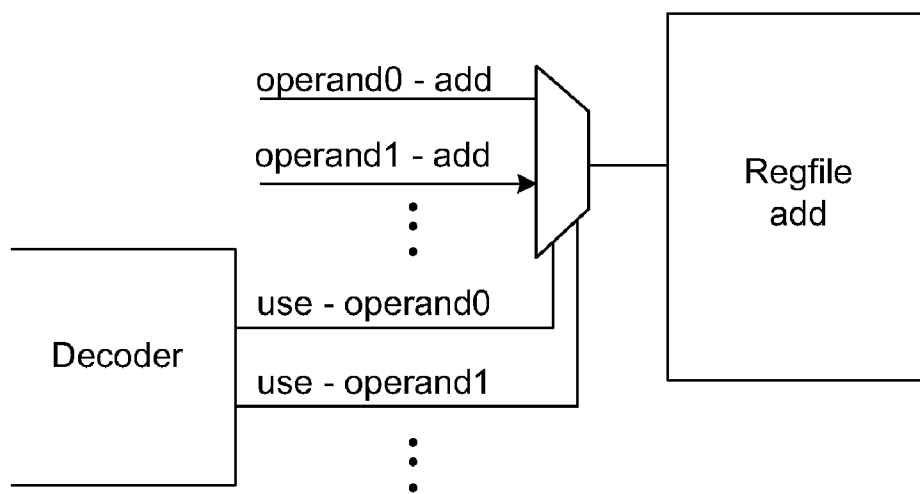 operand0 - add
operand1 - add
Regfile
add
use - operand0
Decoder
use - operand1